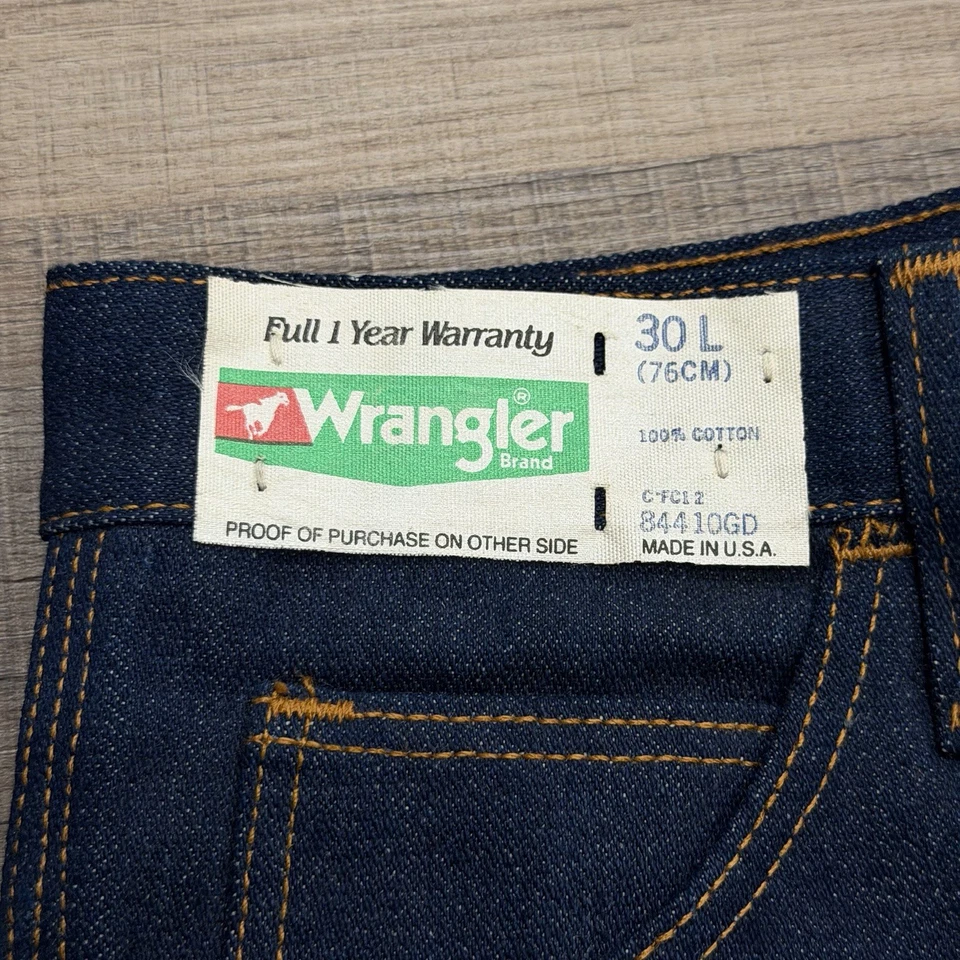 Full 1 Year Warranty
Wrangler®
Brand
PROOF OF PURCHASE ON OTHER SIDE
30 L
(76CM)
100% COTTON
C-FC12
84410GD
MADE IN U.S.A.